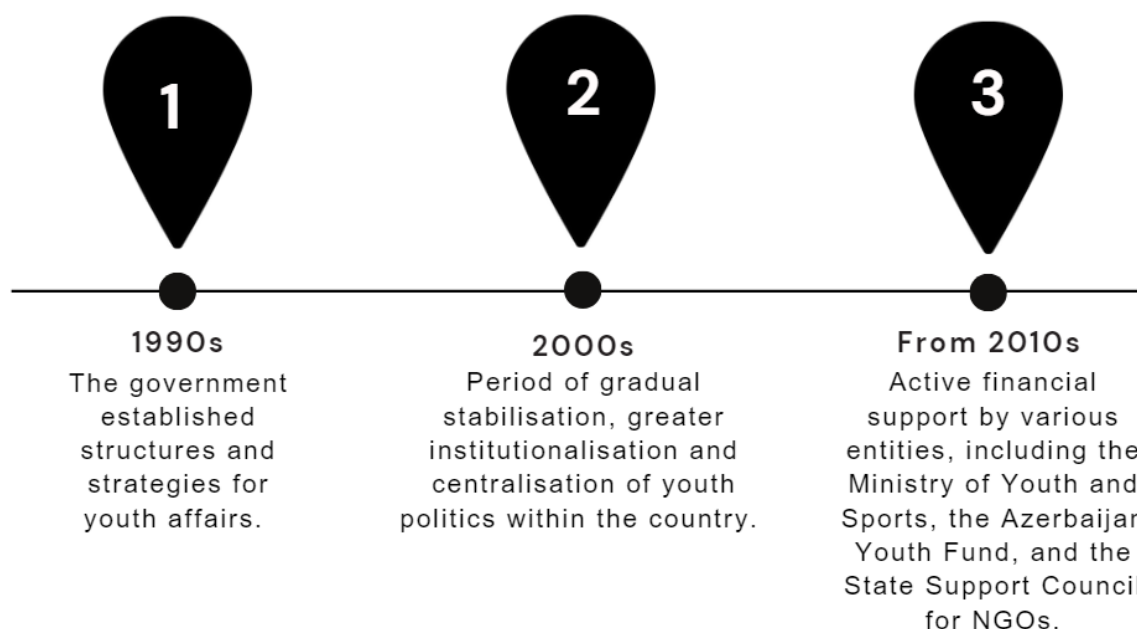 1
1990s
The government
established
structures and
strategies for
youth affairs.
2
2000s
Period of gradual
stabilisation, greater
institutionalisation and
centralisation of youth
politics within the country.
3
From 2010s
Active financial
support by various
entities, including the
Ministry of Youth and
Sports, the Azerbaijan
Youth Fund, and the
State Support Council
for NGOs.